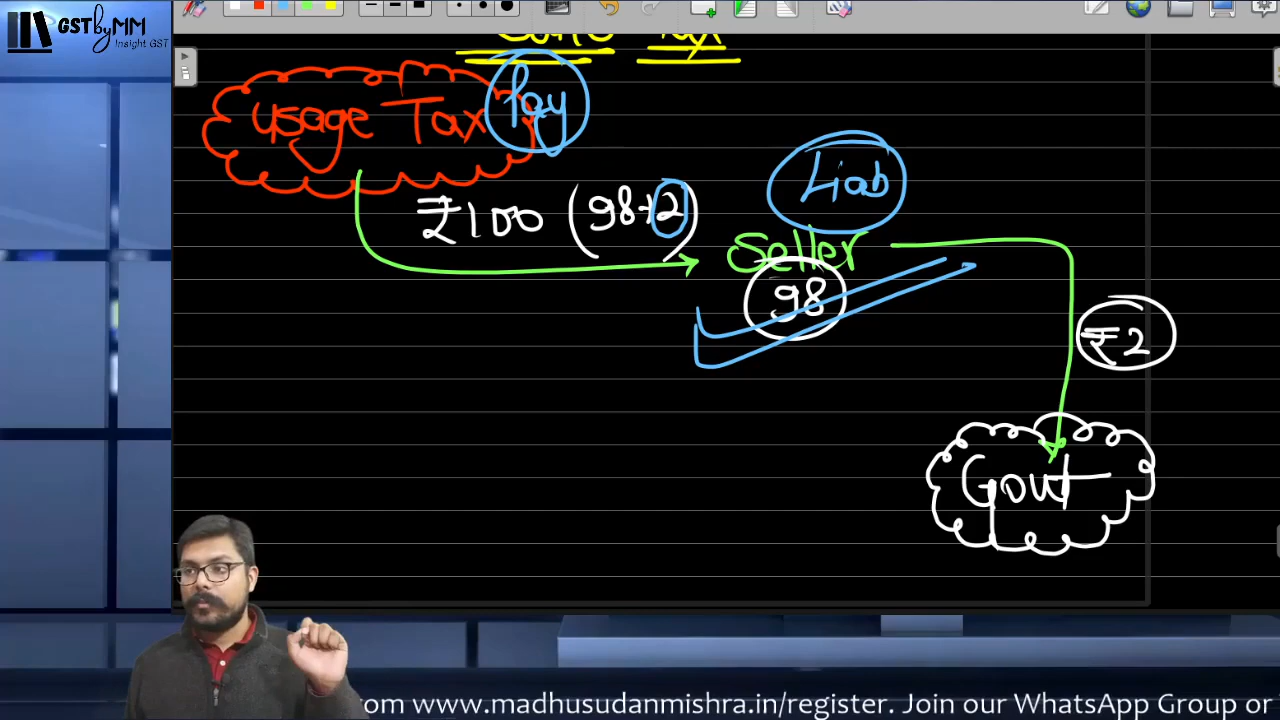 GSTbyMM
Insight GST
Tax
usage Tax
Pay
Liab
₹100 (98+2)
Seller
98
₹2
Govt
om www.madhusudanmishra.in/register. Join our WhatsApp Group or